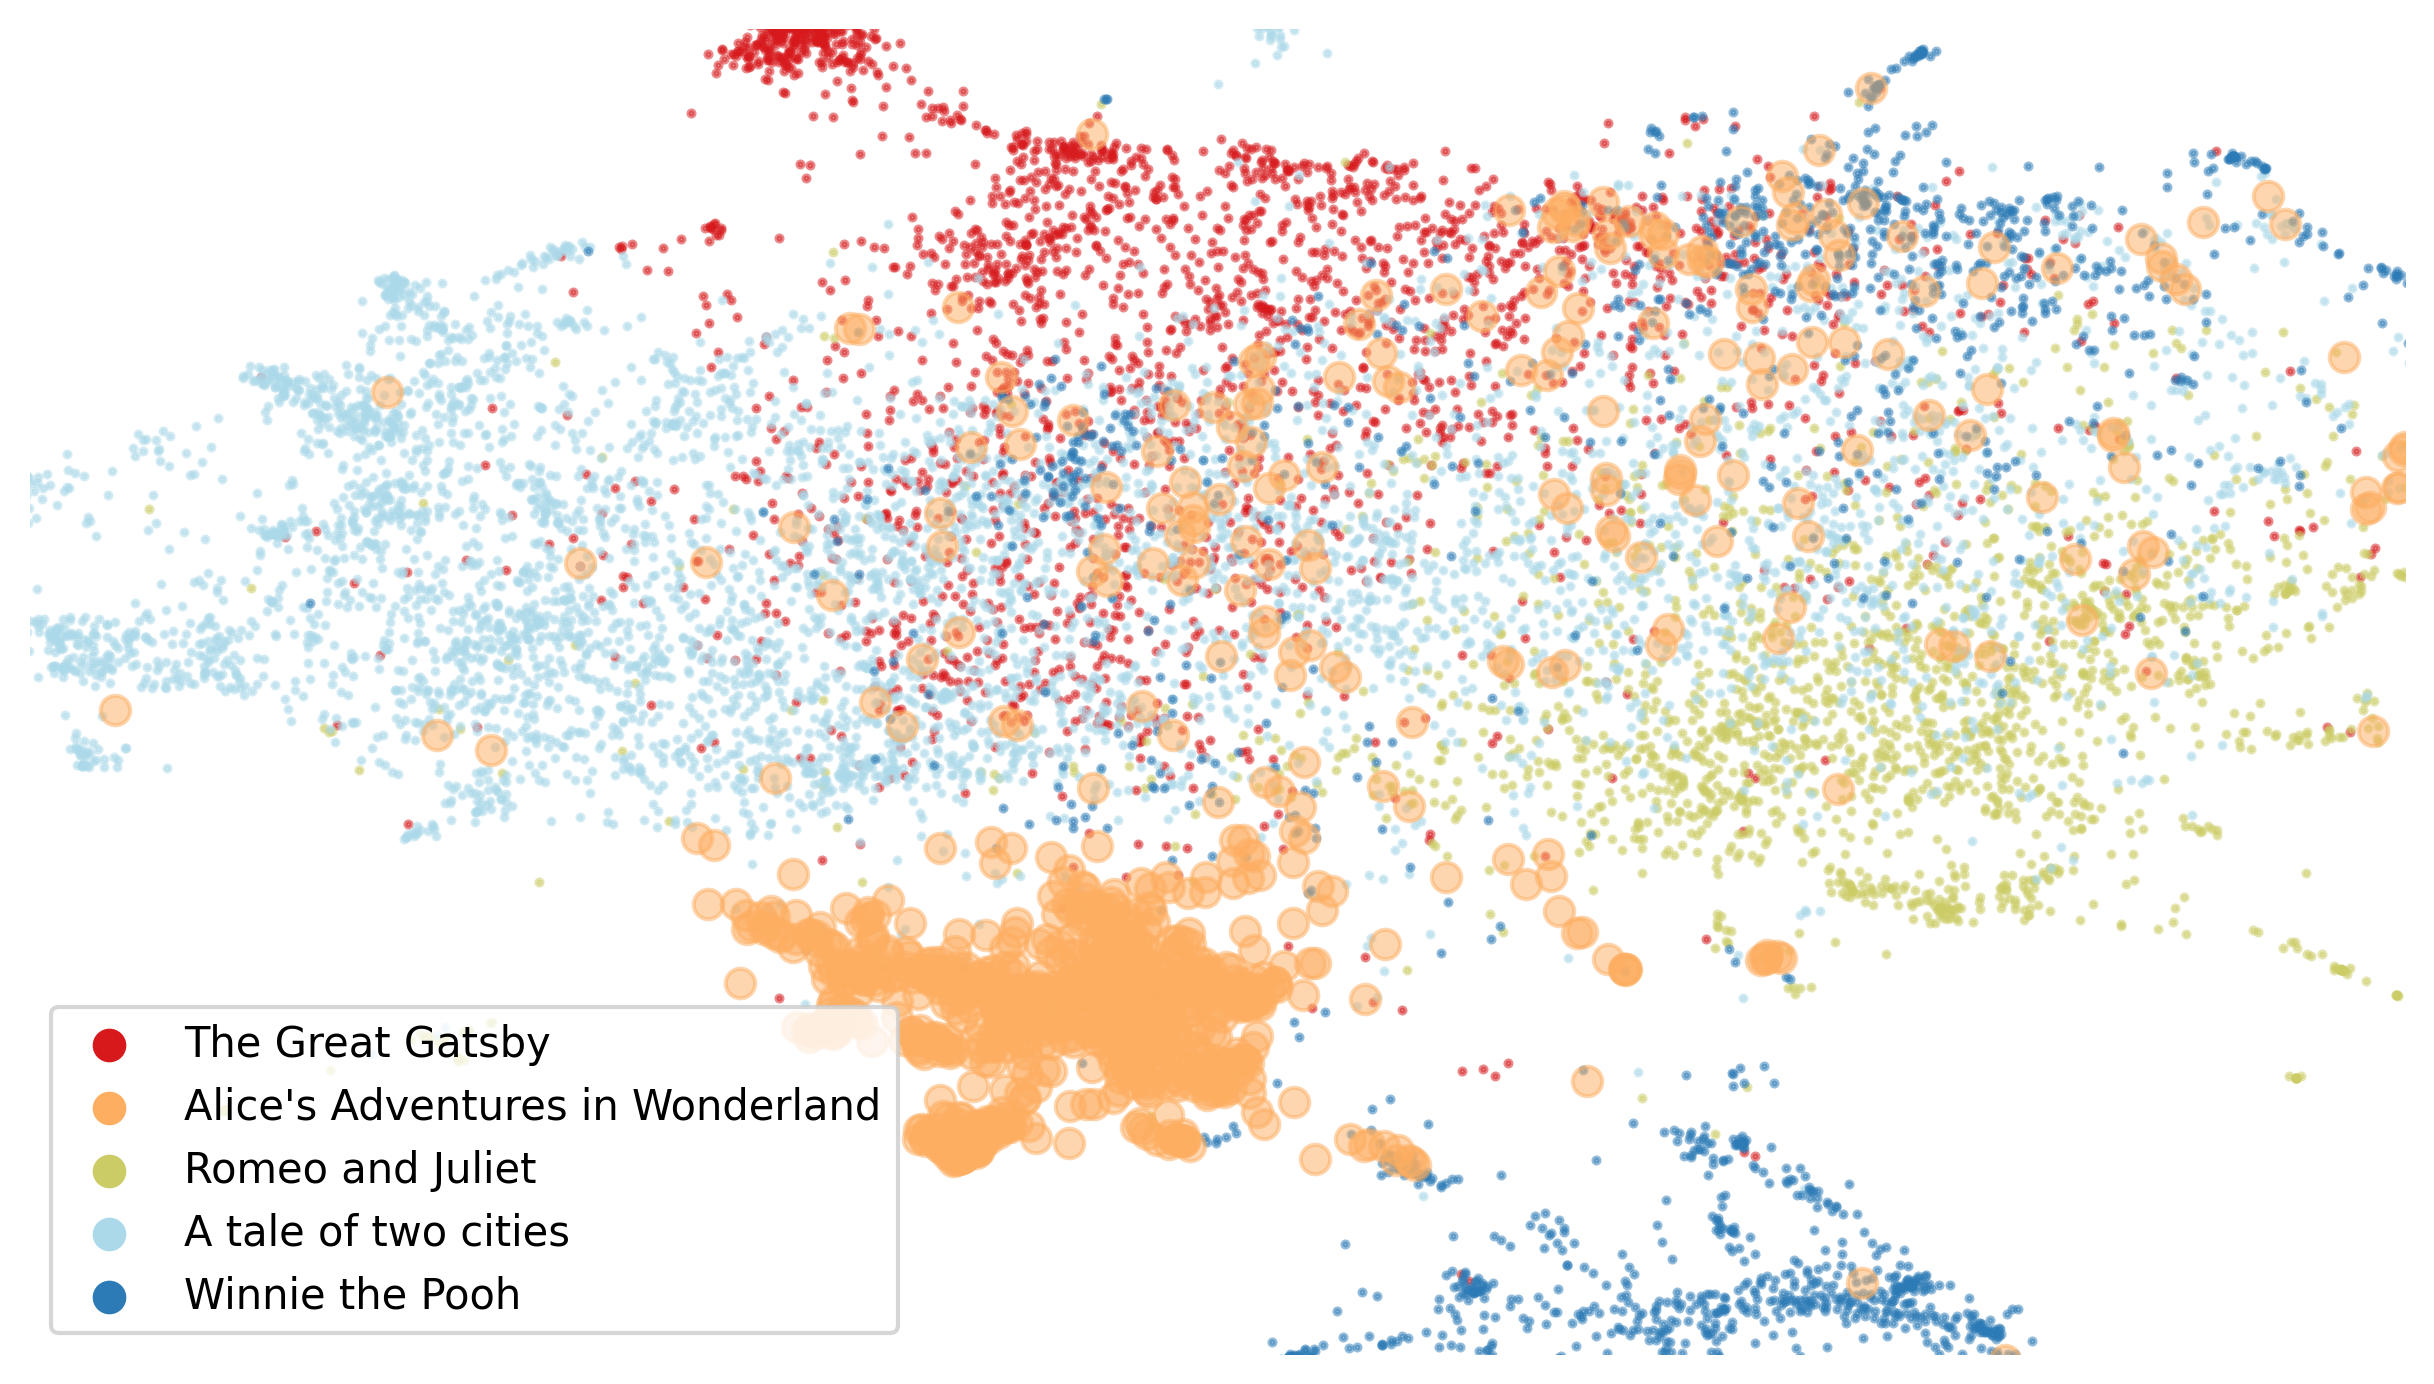 The Great Gatsby
Alice's Adventures in Wonderland
Romeo and Juliet
A tale of two cities
Winnie the Pooh